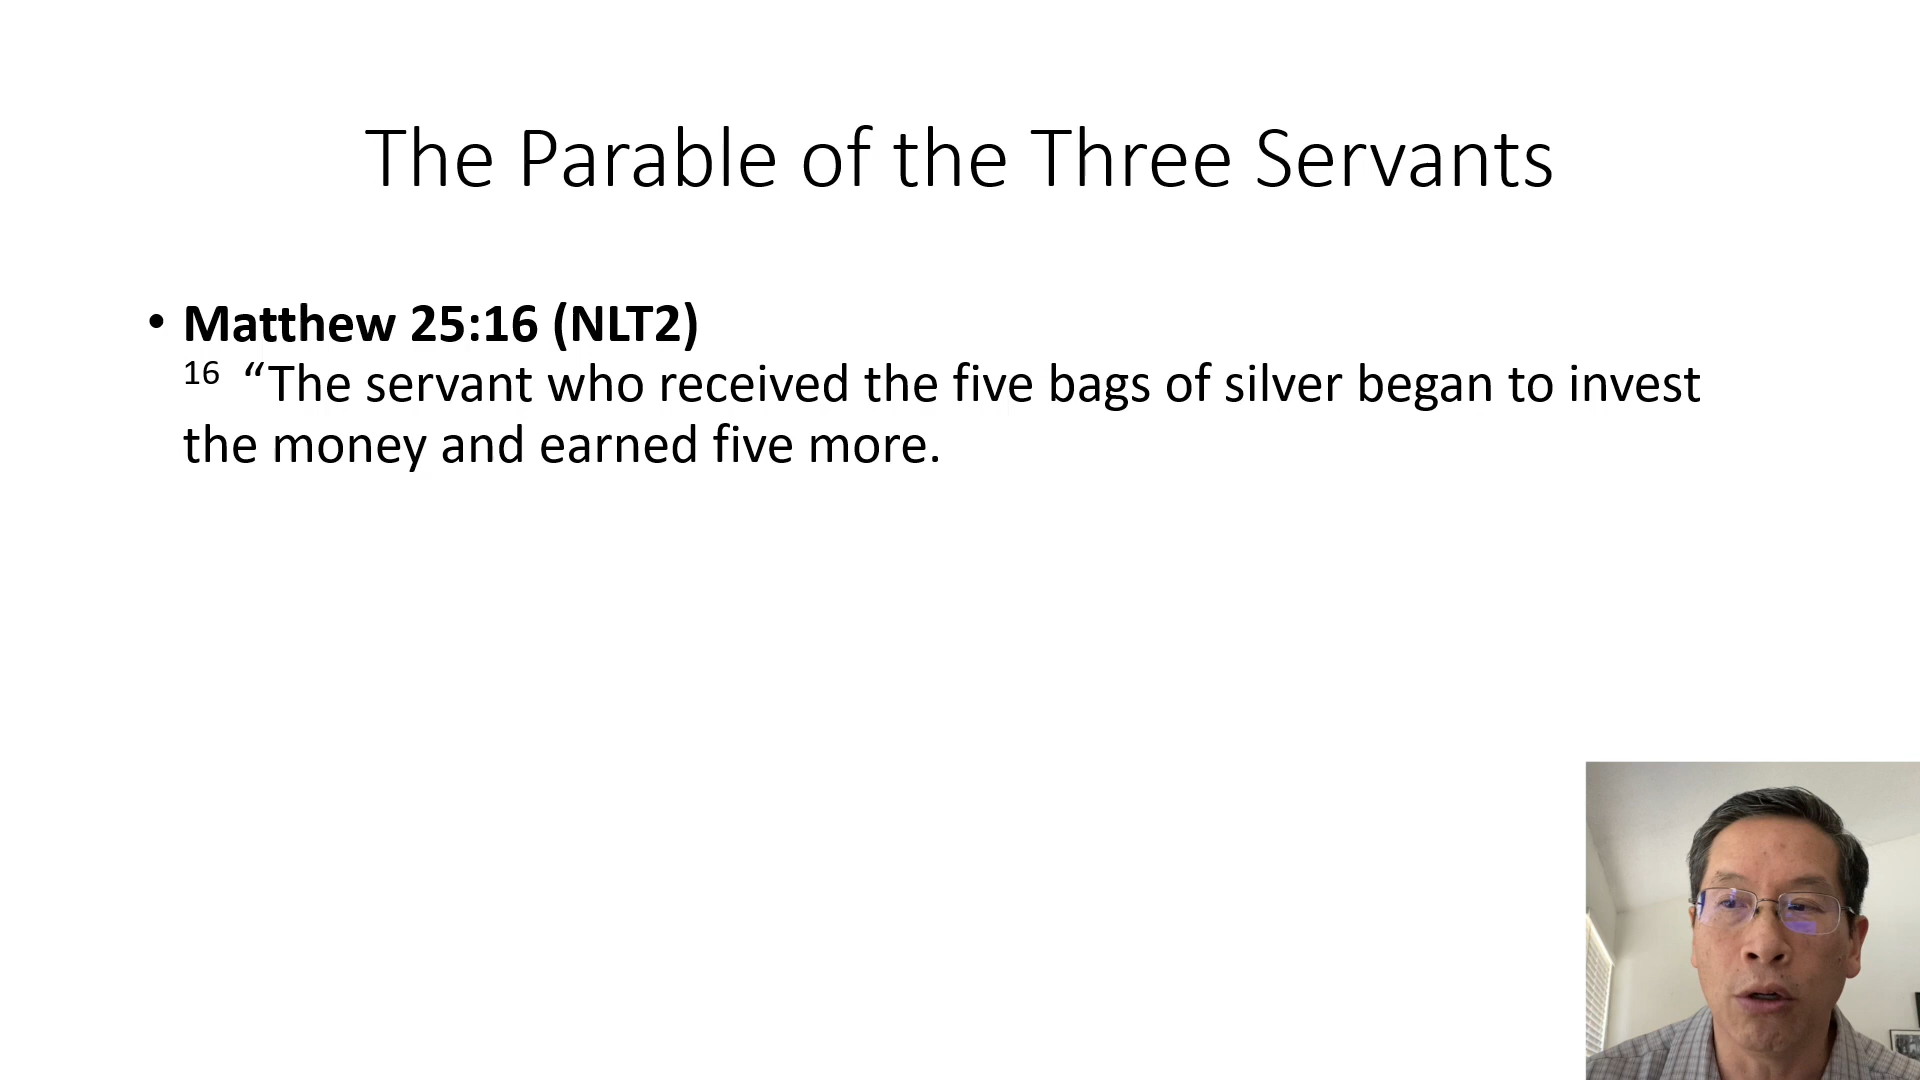 The Parable of the Three Servants
• Matthew 25:16 (NLT2)
16 “The servant who received the five bags of silver began to invest
the money and earned five more.